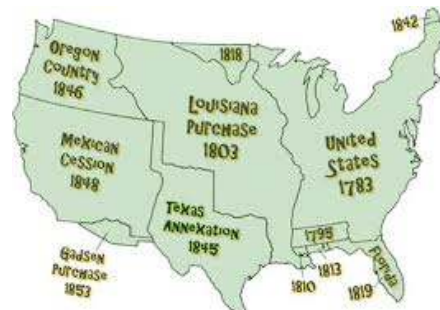 Oregon
Country
1846
1818
1842
Louisiana
Purchase
1803
United
States
1783
Mexican
Cession
1848
Texas
Annexation
1845
Gadsen
Purchase
1853
1795
1813
1810
1819
Florida